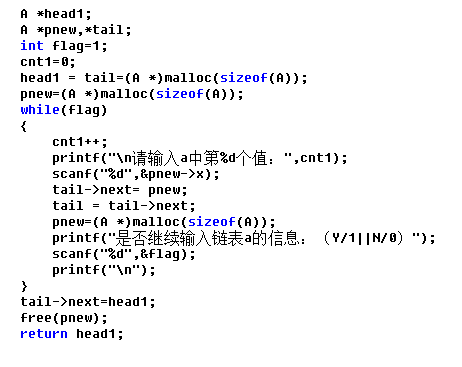 A *head1;
A *pnew,*tail;
int flag=1;
cnt1=0;
head1 = tail=(A *)malloc(sizeof(A));
pnew=(A *)malloc(sizeof(A));
while(flag)
{
    cnt1++;
    printf("\n请输入a中第%d个值：",cnt1);
    scanf("%d",&pnew->x);
    tail->next= pnew;
    tail = tail->next;
    pnew=(A *)malloc(sizeof(A));
    printf("是否继续输入链表a的信息：（Y/1||N/0）");
    scanf("%d",&flag);
    printf("\n");
}
tail->next=head1;
free(pnew);
return head1;